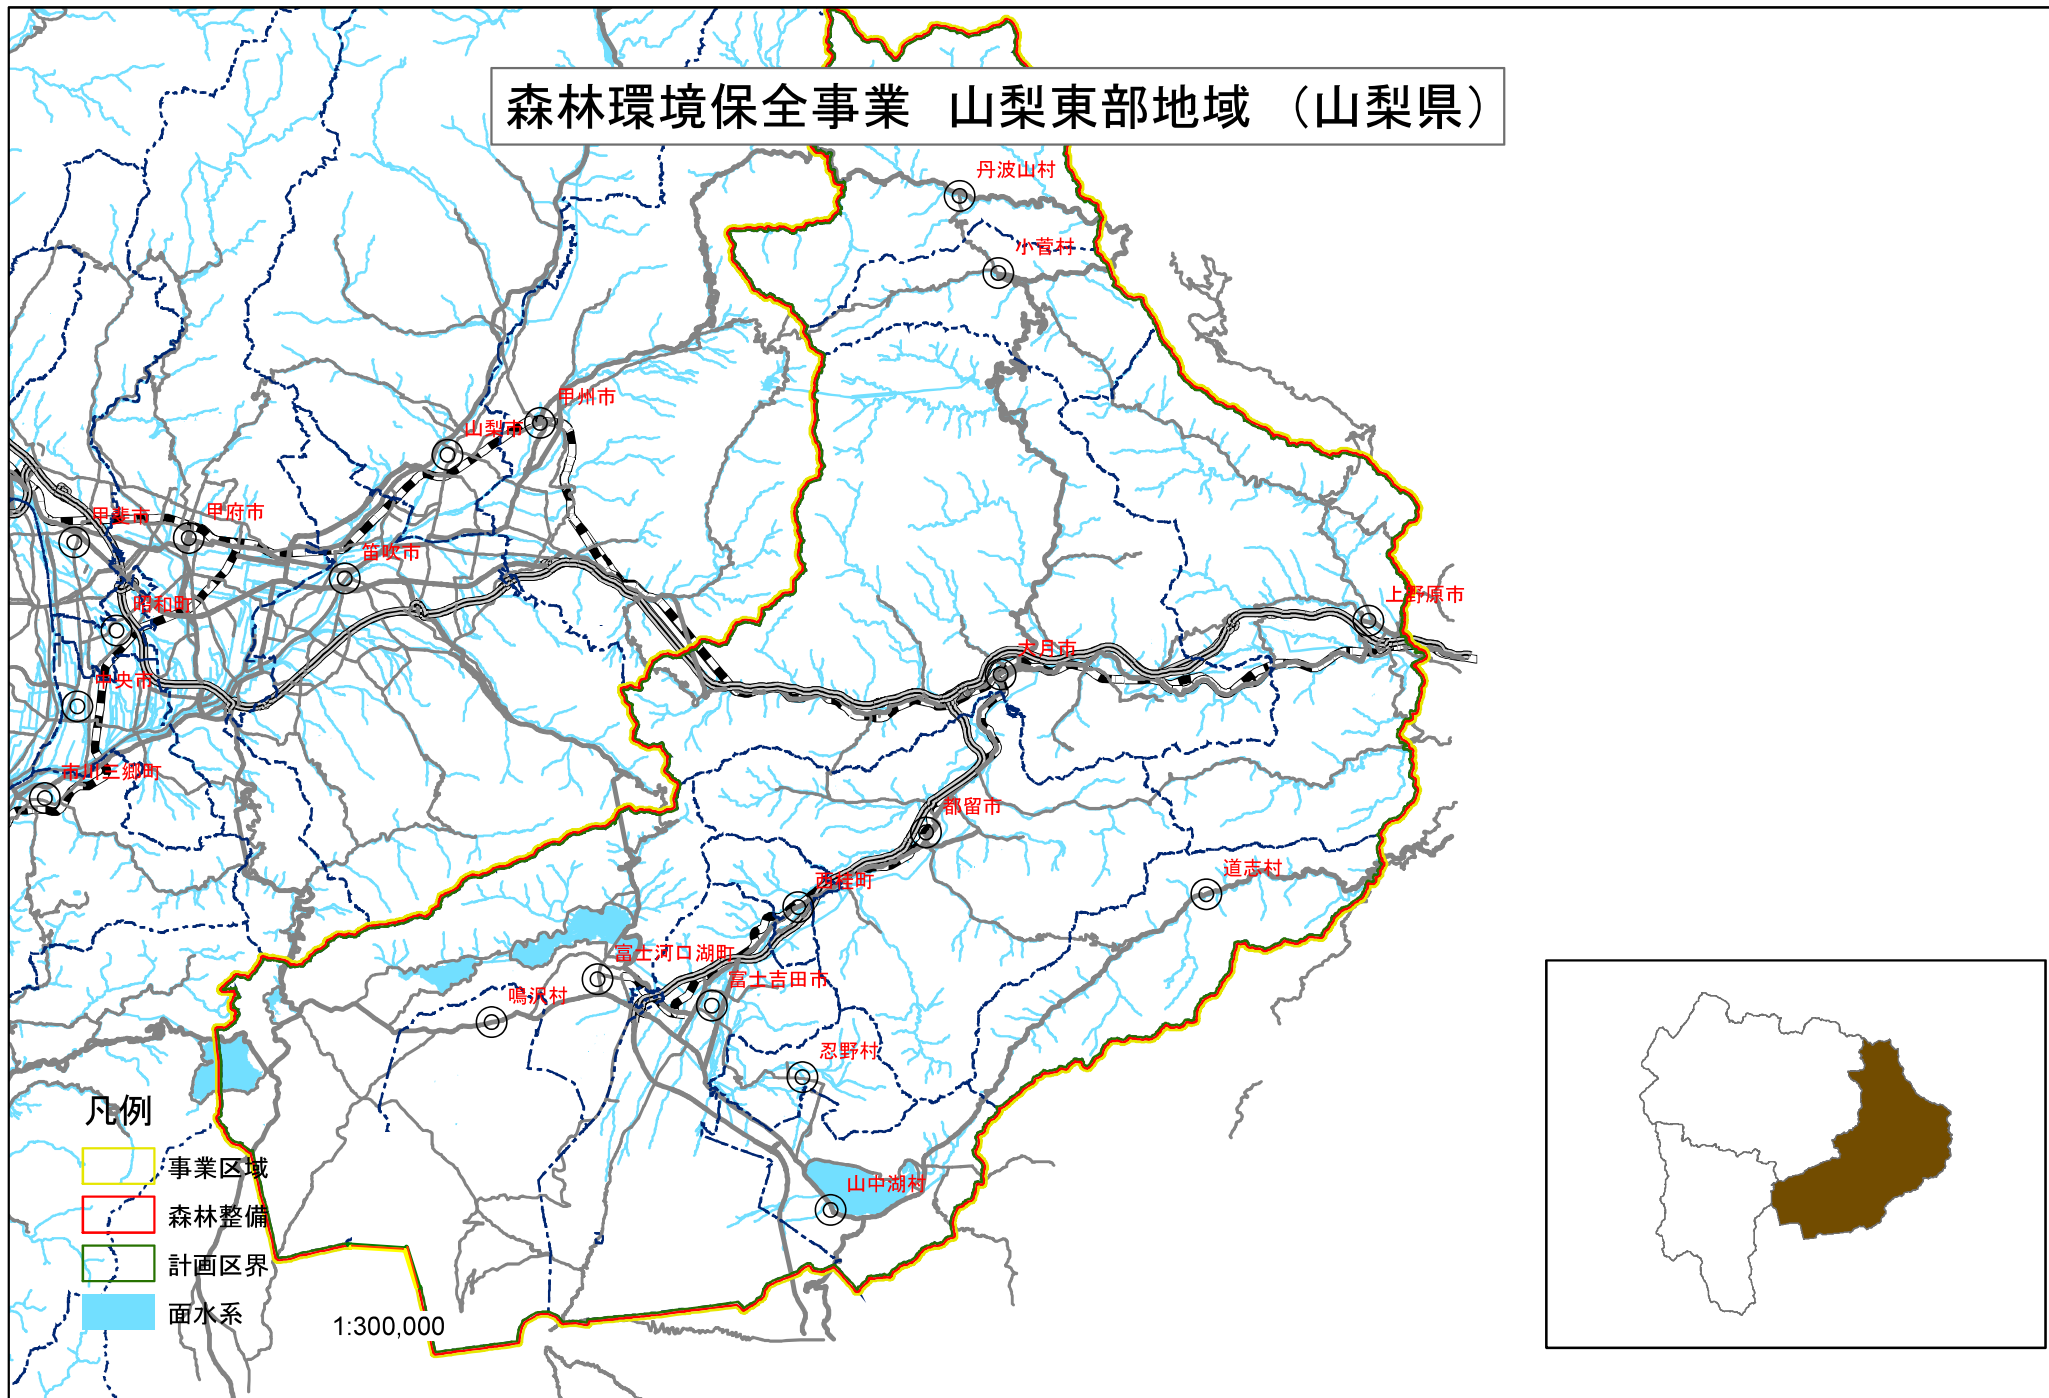 森林環境保全事業　山梨東部地域　（山梨県）
丹波山村
小菅村
甲州市
山梨市
甲斐市
甲府市
笛吹市
上野原市
昭和町
大月市
中央市
市川三郷町
都留市
道志村
西桂町
富士河口湖町
富士吉田市
鳴沢村
忍野村
山中湖村
凡例
事業区域
森林整備
計画区界
面水系
1:300,000